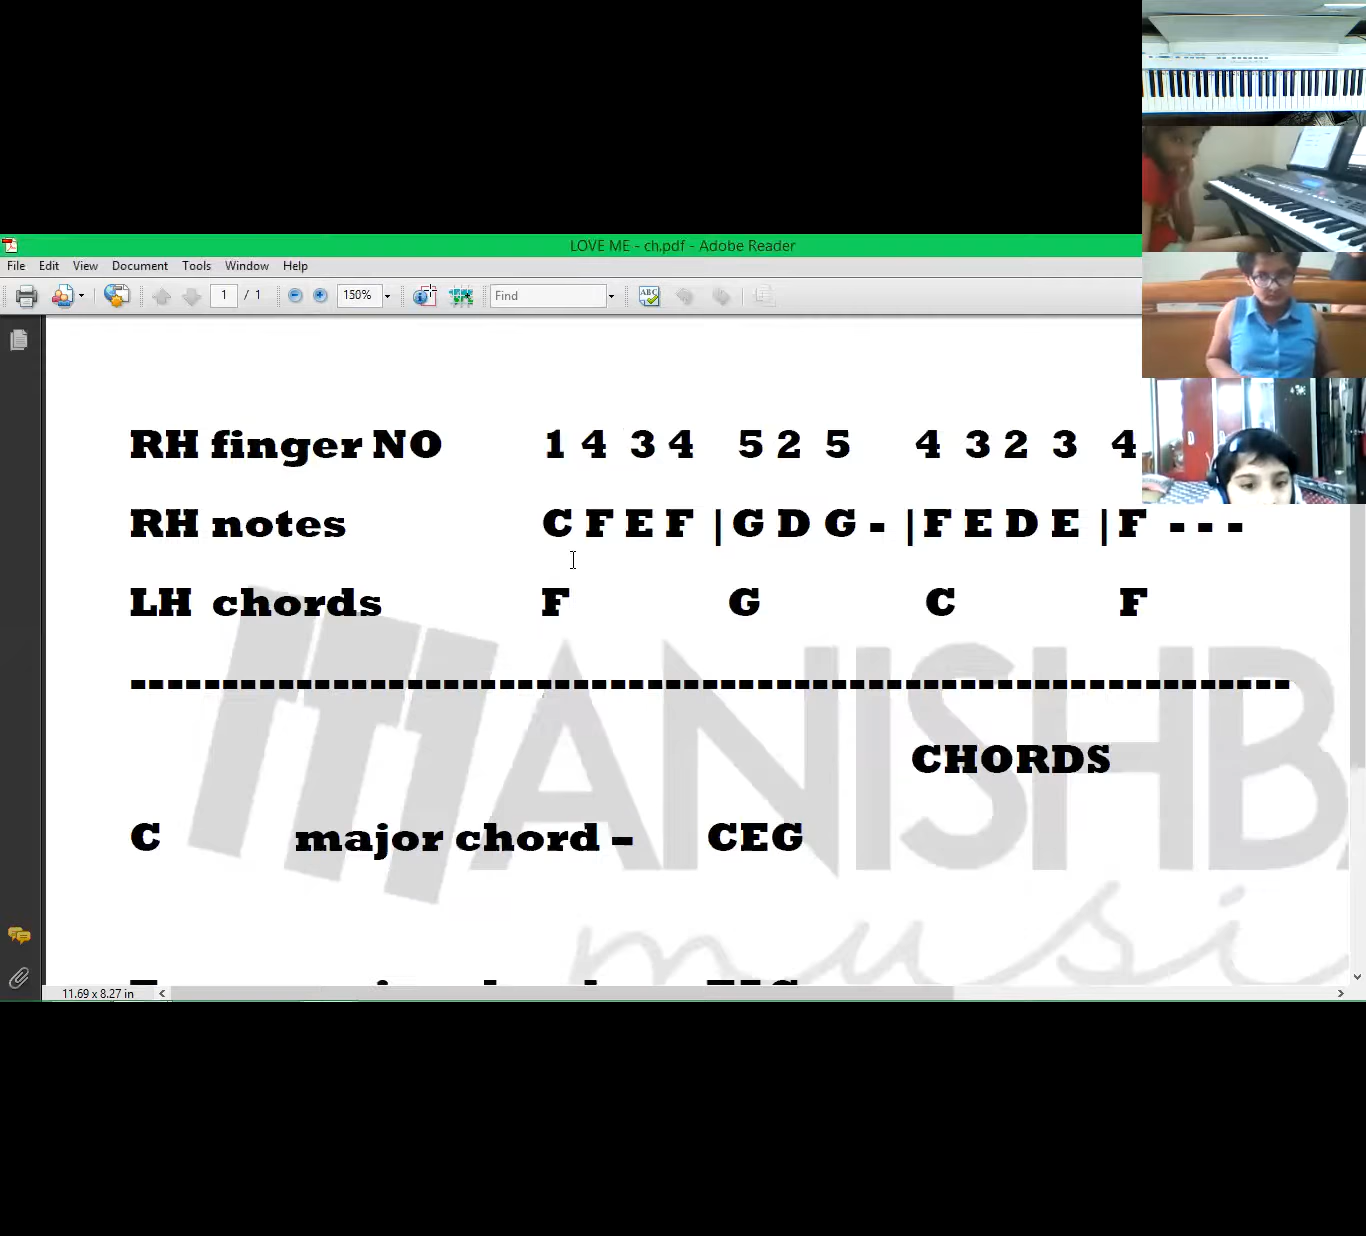 LOVE ME - ch.pdf - Adobe Reader
File Edit View Document Tools Window Help
1 / 1 150% Find
RH finger NO 1 4 3 4 5 2 5 4 3 2 3 4
RH notes C F E F | G D G - | F E D E | F - - -
LH chords F G C F
--------------------------------------------------------------
CHORDS
C major chord – CEG
MANISHB
musi
11.69 x 8.27 in